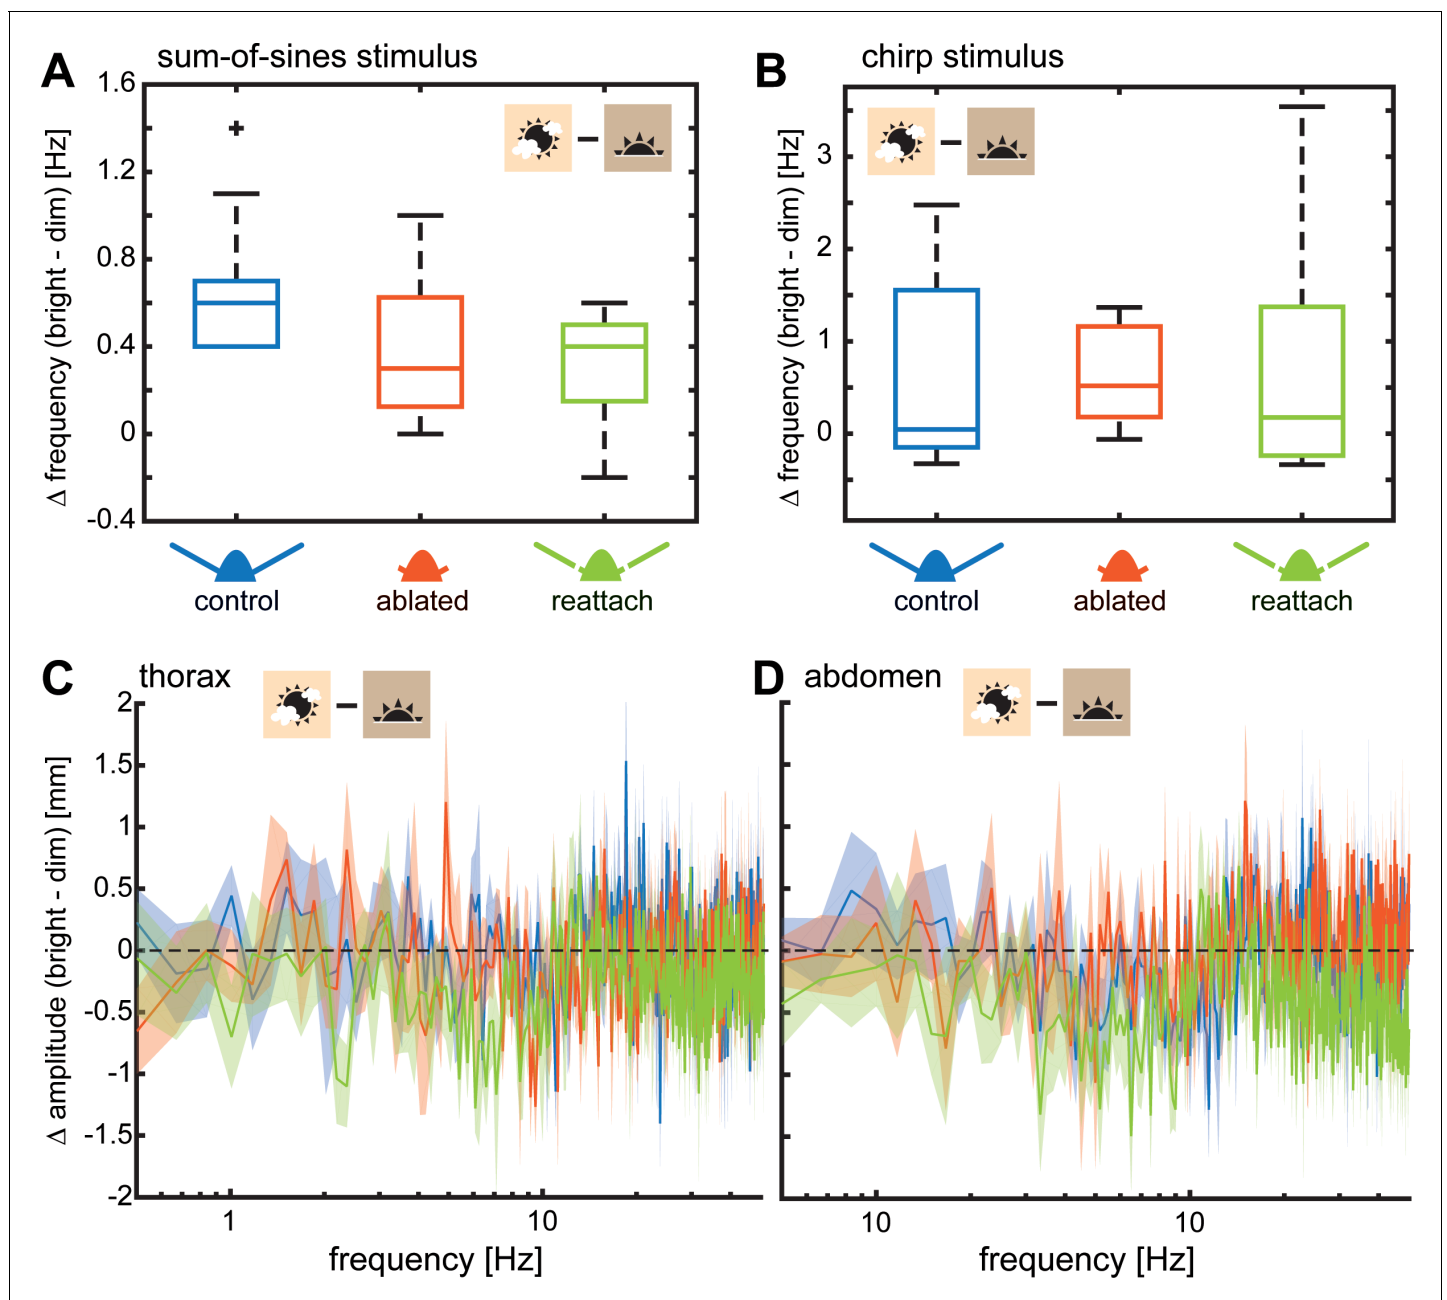 A
sum-of-sines stimulus
Δ frequency (bright - dim) [Hz]
1.6
1.2
0.8
0.4
0
-0.4
control
ablated
reattach
B
chirp stimulus
Δ frequency (bright - dim) [Hz]
3
2
1
0
control
ablated
reattach
C
thorax
Δ amplitude (bright - dim) [mm]
2
1.5
1
0.5
0
-0.5
-1
-1.5
-2
1
10
frequency [Hz]
D
abdomen
10
10
frequency [Hz]